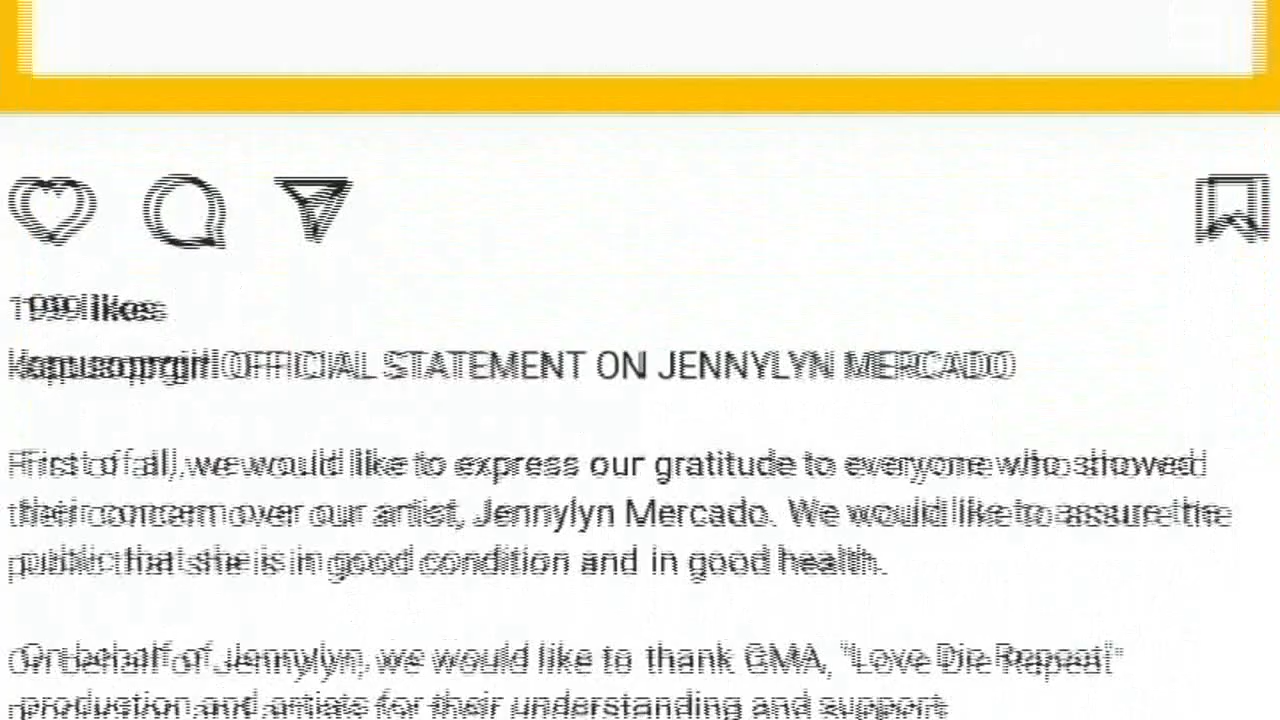 199 likes
kapusoprgirl OFFICIAL STATEMENT ON JENNYLYN MERCADO
First of all, we would like to express our gratitude to everyone who showed
their concern over our artist, Jennylyn Mercado. We would like to assure the
public that she is in good condition and in good health.
On behalf of Jennylyn, we would like to thank GMA, "Love Die Repeat"
production and artists for their understanding and support